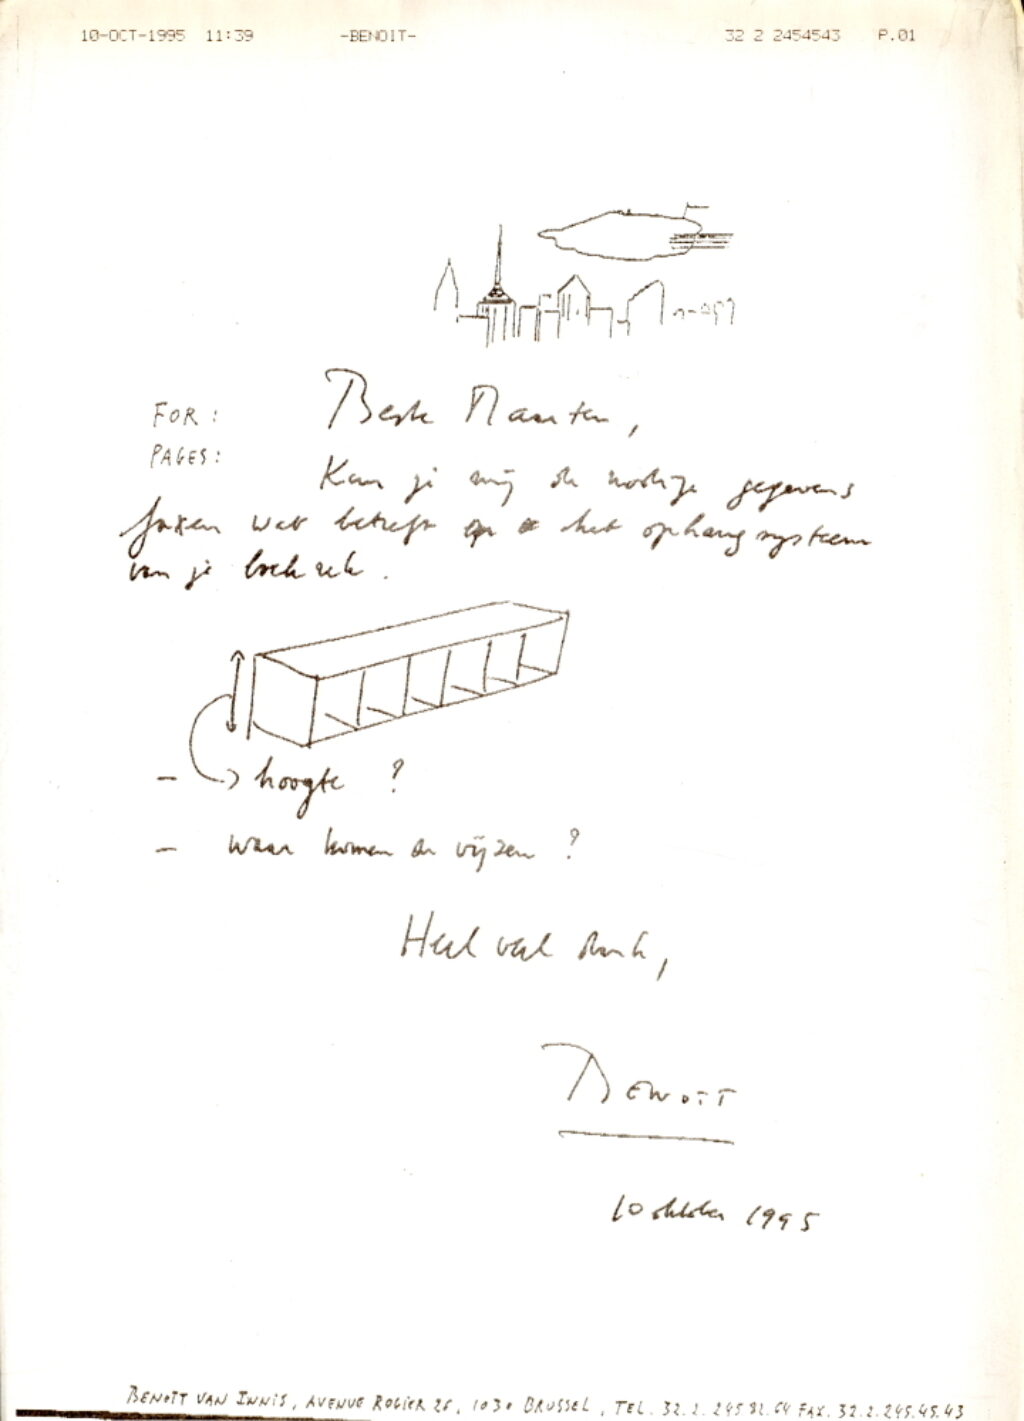 10-OCT-1995 11:39 -BENOIT- 32 2 2454543 P.01
FOR: Beste Maarten,
PAGES:
Kan je mij de nodige gegevens
faxen wat betreft op het ophangsysteem
van je boekrek.
- hoogte ?
- waar komen de vijzen ?
Heel veel dank,
BENOIT
10 oktober 1995
BENOÎT VAN INNIS, AVENUE ROGIER 26, 1030 BRUSSEL, TEL. 32.2.245 82.64 FAX. 32.2.245.45.43